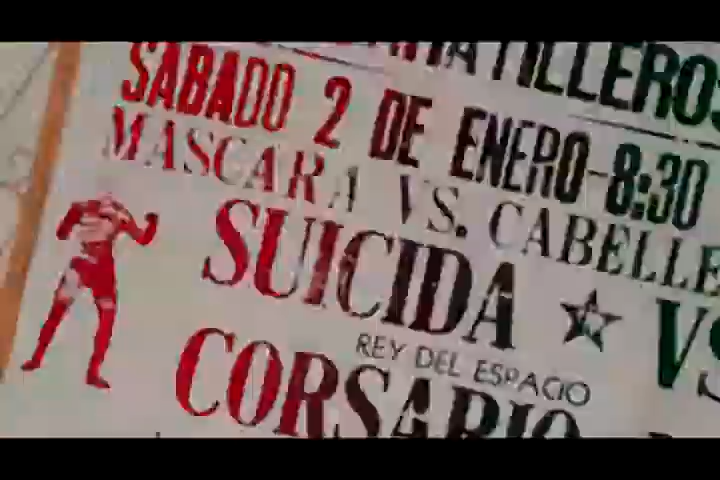 SABADO 2 DE ENERO-8:30
MASCARA VS. CABELLE
SUICIDA ☆ VS
REY DEL ESPACIO
CORSARIO